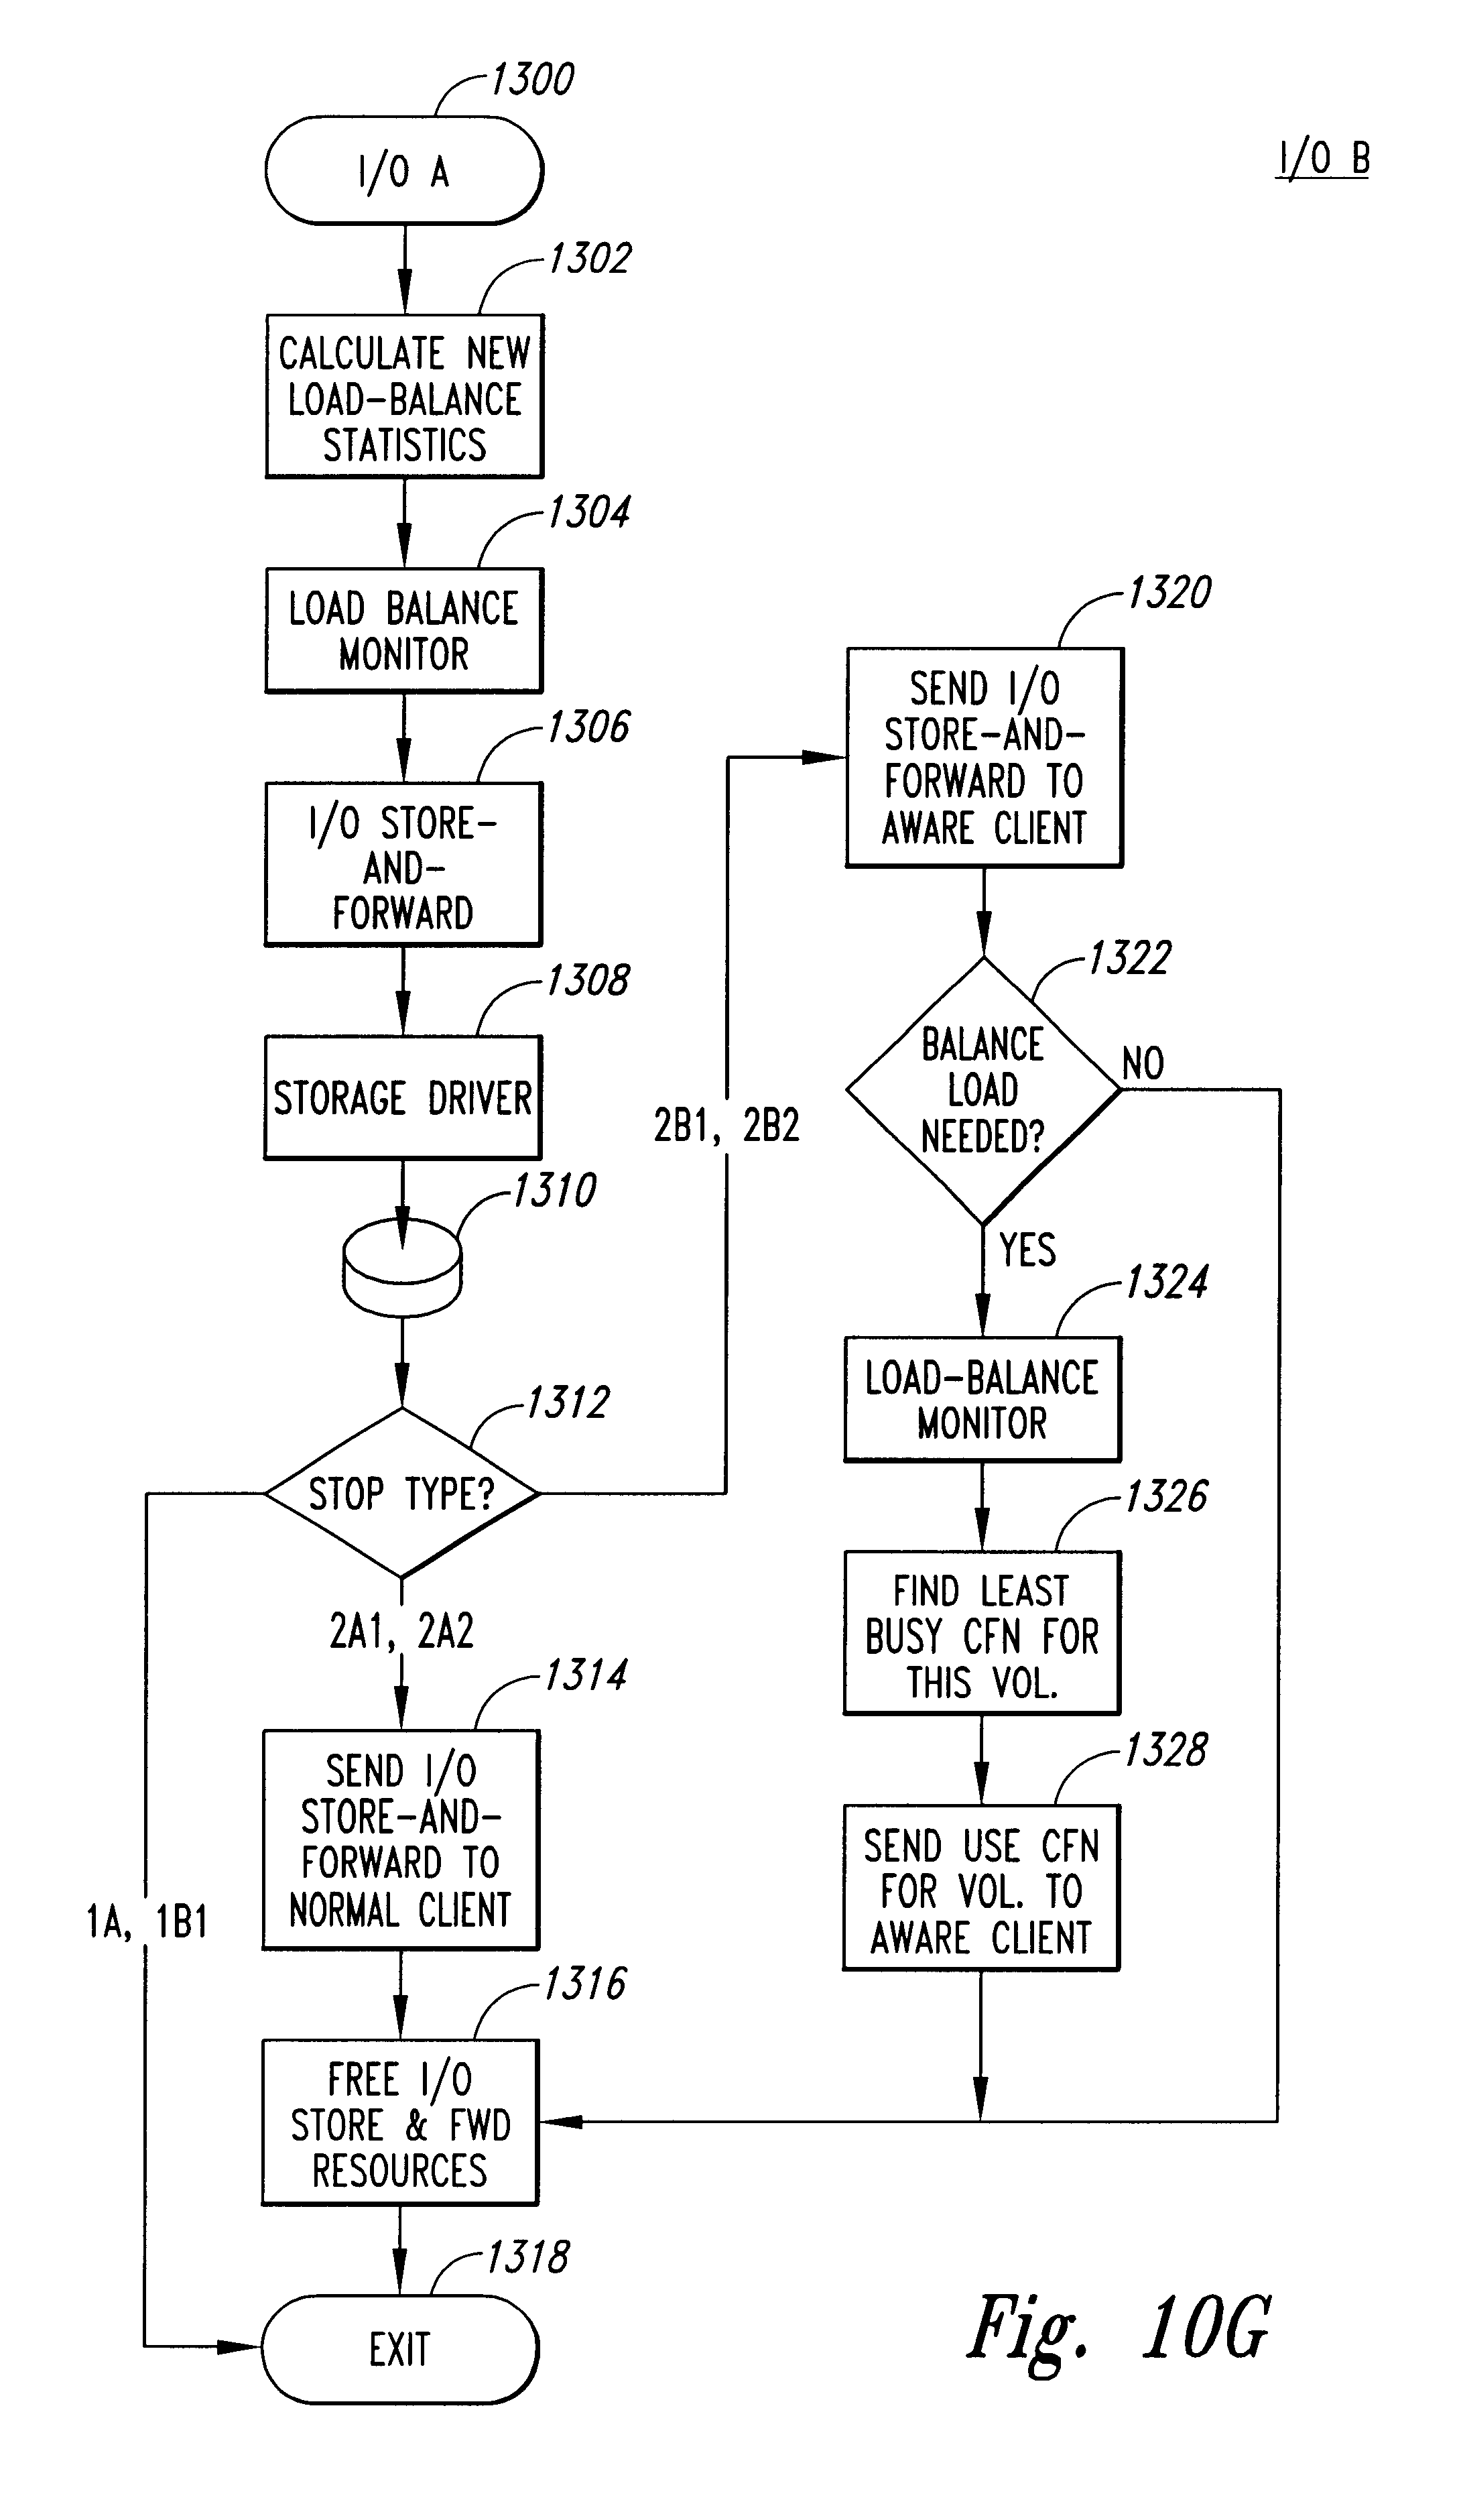 1300
I/O A
I/O B
1302
CALCULATE NEW
LOAD-BALANCE
STATISTICS
1304
LOAD BALANCE
MONITOR
1306
I/O STORE-
AND-
FORWARD
1308
STORAGE DRIVER
1310
1312
STOP TYPE?
2A1, 2A2
1A, 1B1
2B1, 2B2
1314
SEND I/O
STORE-AND-
FORWARD TO
NORMAL CLIENT
1316
FREE I/O
STORE & FWD
RESOURCES
1318
EXIT
1320
SEND I/O
STORE-AND-
FORWARD TO
AWARE CLIENT
1322
BALANCE
LOAD
NEEDED?
NO
YES
1324
LOAD-BALANCE
MONITOR
1326
FIND LEAST
BUSY CFN FOR
THIS VOL.
1328
SEND USE CFN
FOR VOL. TO
AWARE CLIENT
Fig. 10G